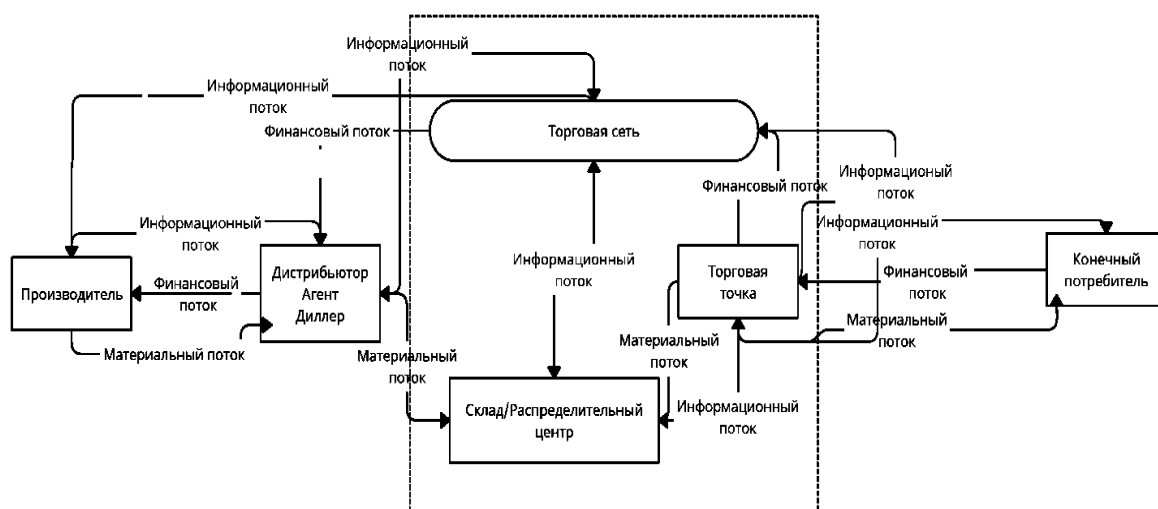 Информационный
поток
Информационный
поток
Финансовый поток
Торговая сеть
Информационый
поток
Финансовый поток
Информационный
поток
Информационный
поток
Производитель
Финансовый
поток
Дистрибьютор
Агент
Диллер
Информационный
поток
Торговая
точка
Финансовый
поток
Конечный
потребитель
Материальный поток
Материальный
поток
Материальный
поток
Материальный
поток
Склад/Распределительный
центр
Информационный
поток